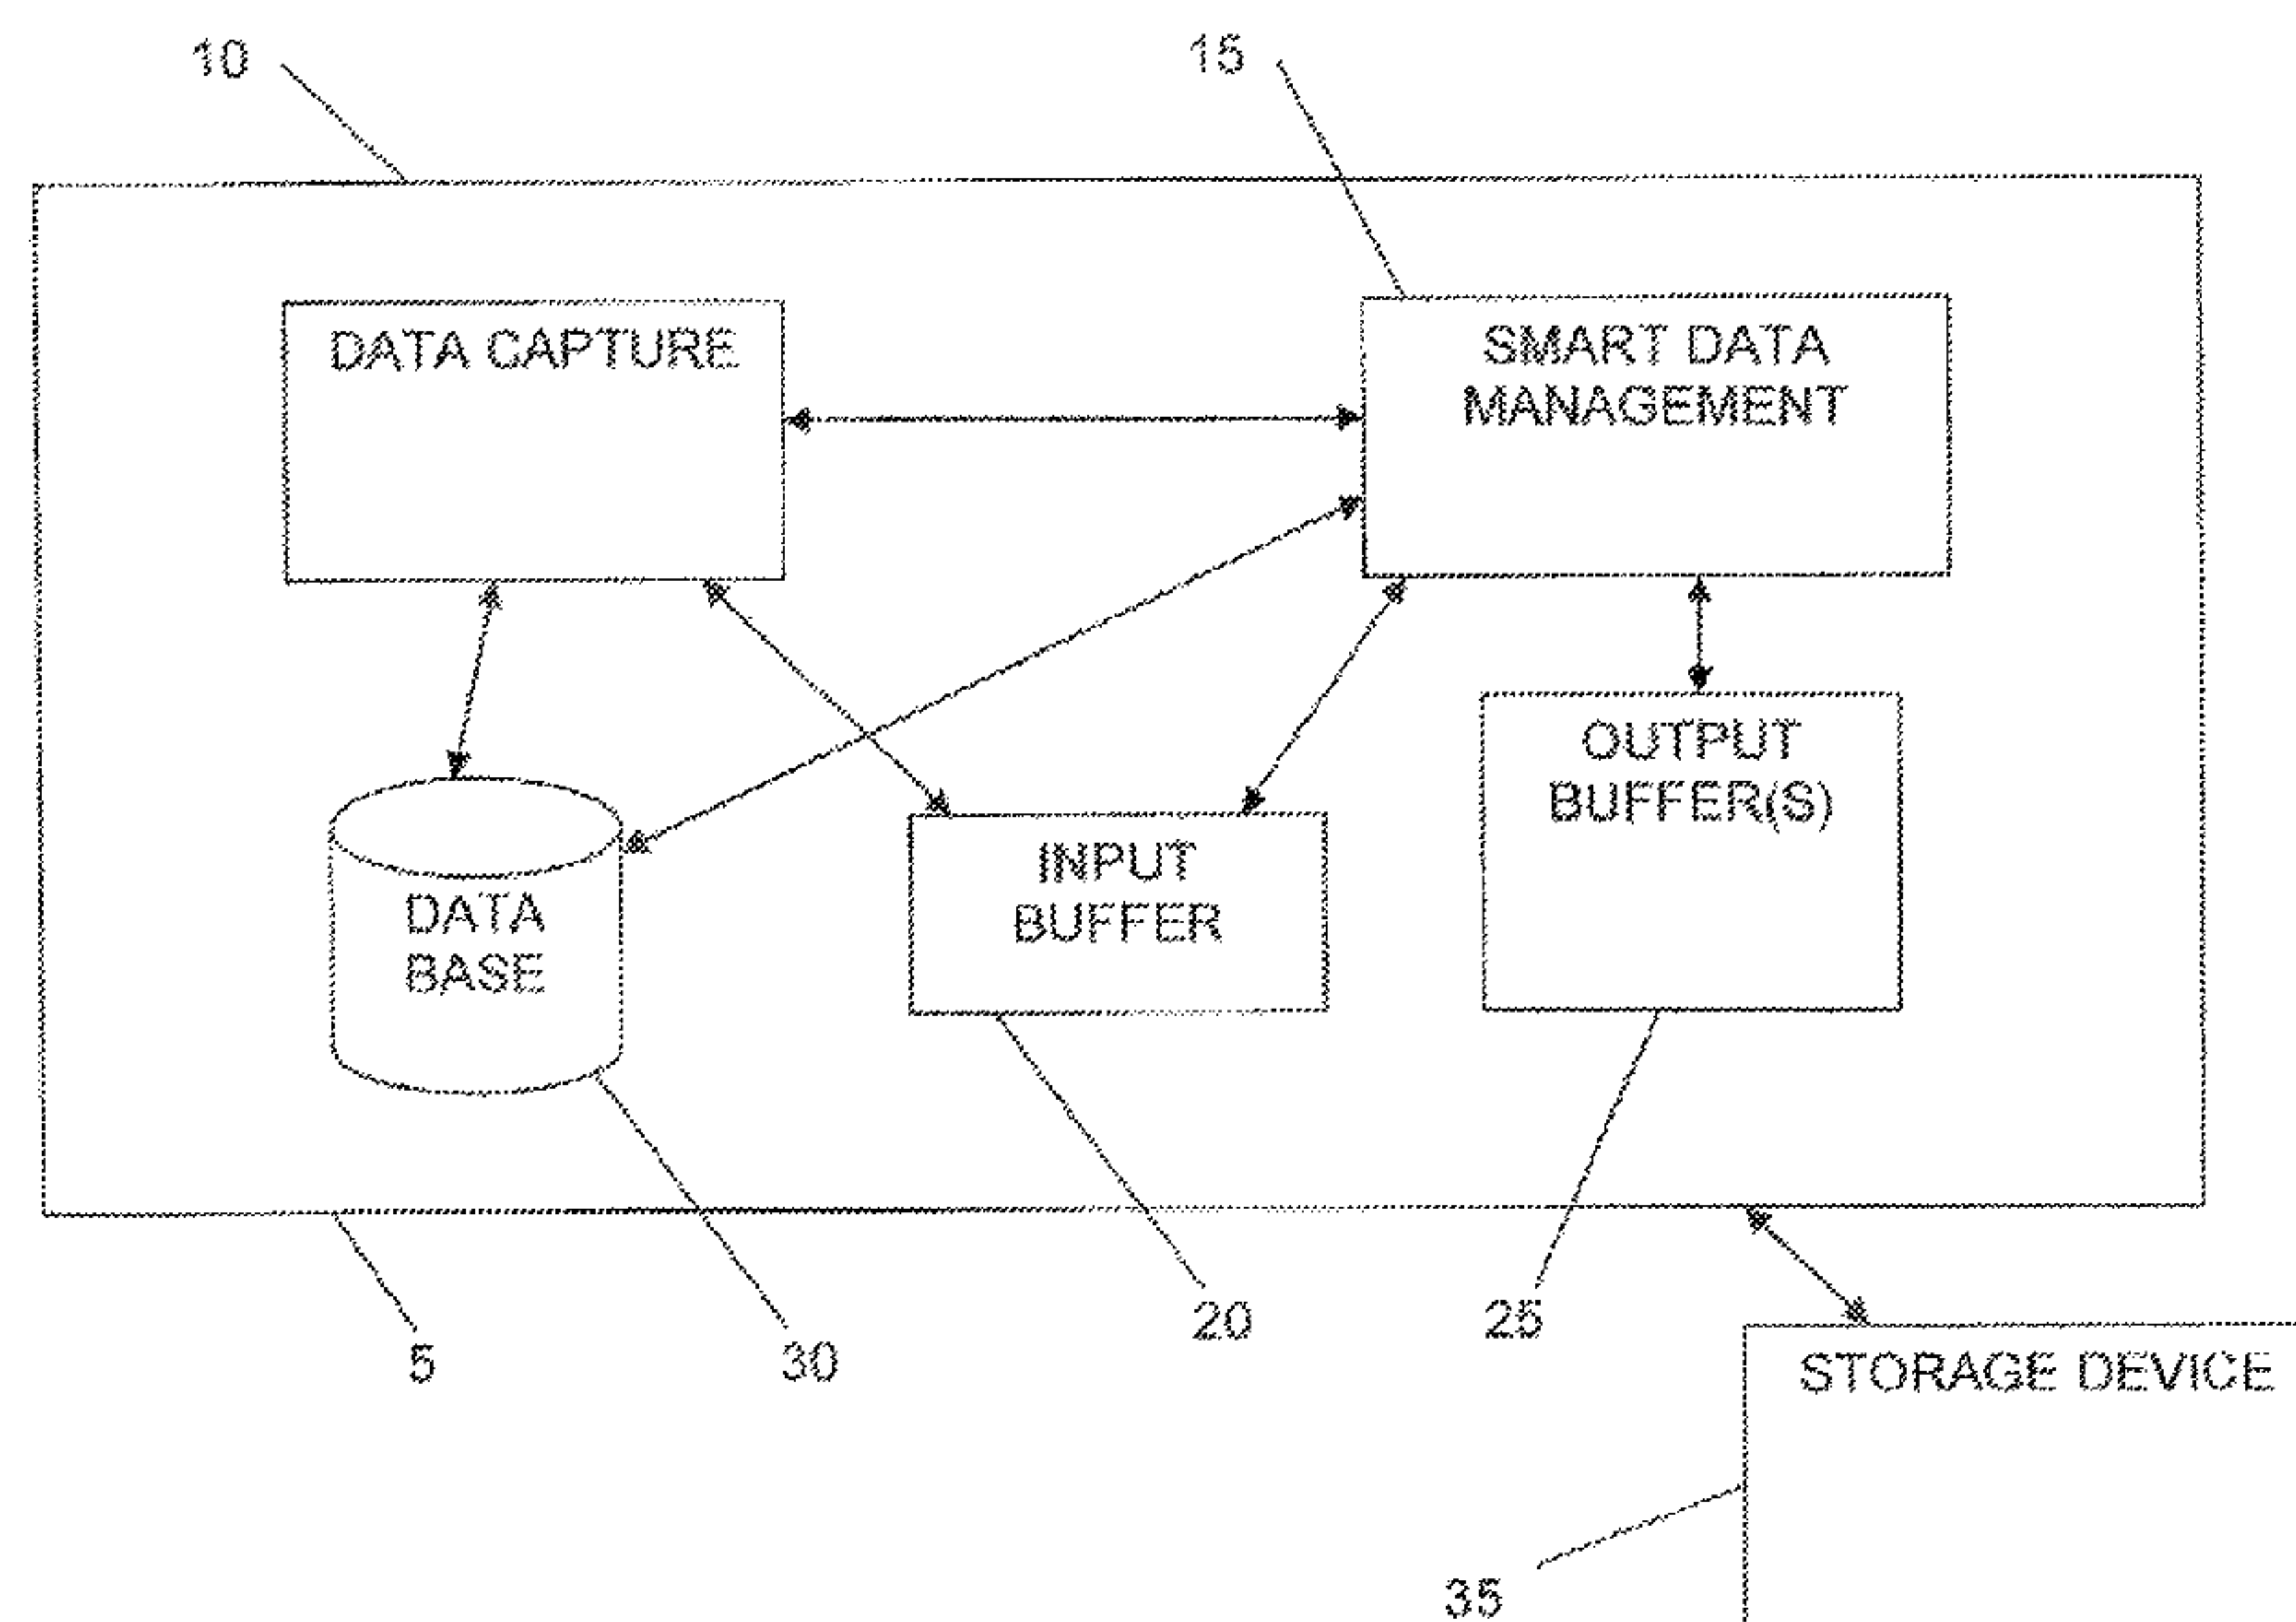 10
15
DATA CAPTURE
SMART DATA
MANAGEMENT
OUTPUT
BUFFER(S)
INPUT
BUFFER
DATA
BASE
5
30
20
25
STORAGE DEVICE
35